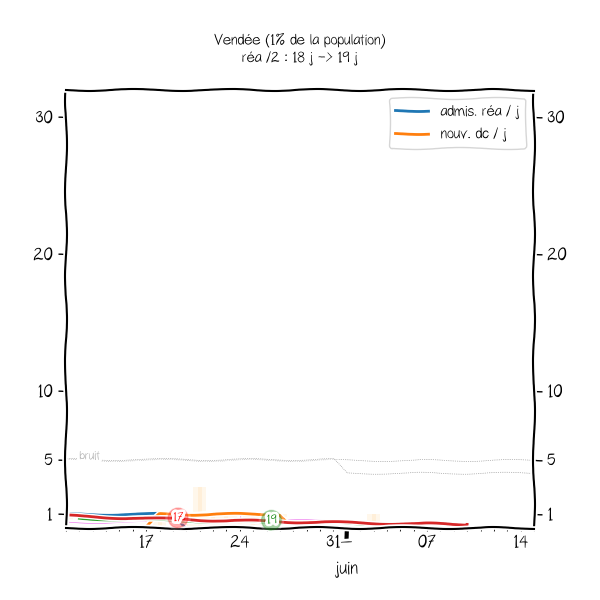 Vendée (1% de la population)
réa /2 : 18 j -> 19 j
admis. réa / j
nouv. dc / j
30
30
20
20
10
10
5
bruit
5
1
17
19
1
17
24
31
07
14
juin